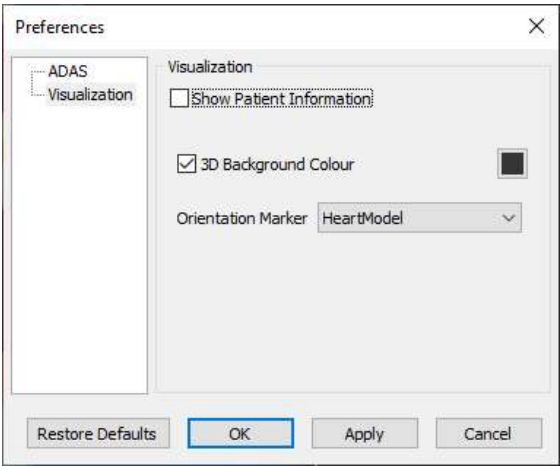 Preferences
ADAS
Visualization
Visualization
Show Patient Information
3D Background Colour
Orientation Marker HeartModel
Restore Defaults OK Apply Cancel